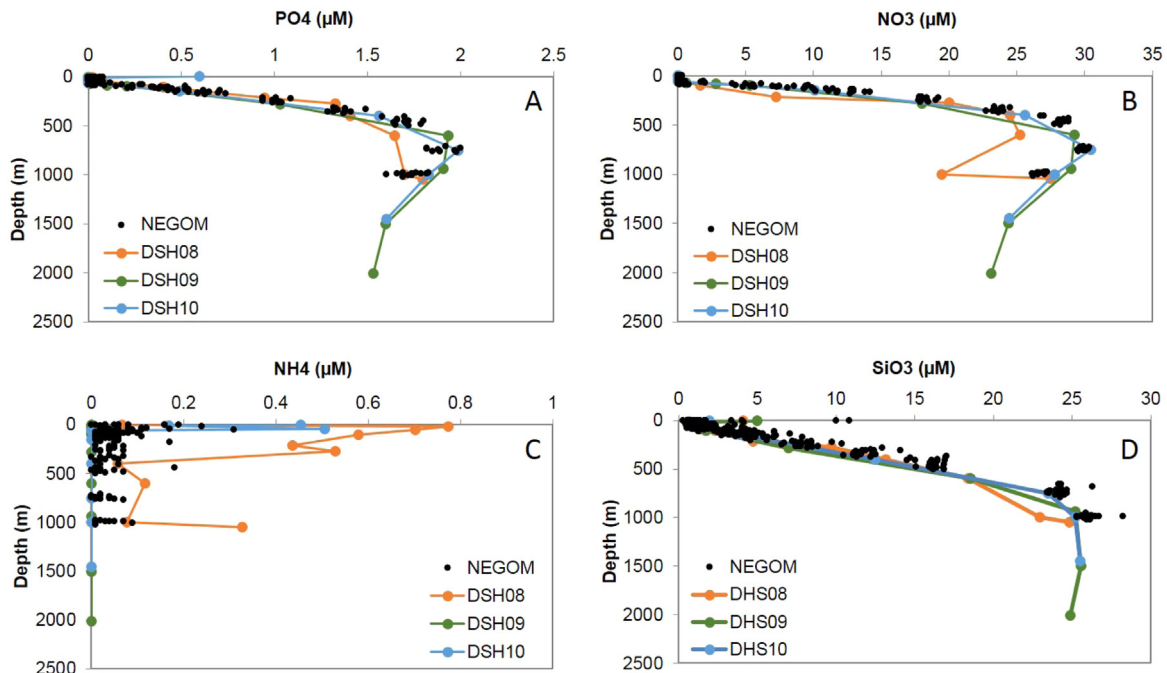 PO4 (µM)
0 0.5 1 1.5 2 2.5
0
500
1000
1500
2000
2500
Depth (m)
A
NEGOM
DSH08
DSH09
DSH10
NO3 (µM)
0 5 10 15 20 25 30 35
0
500
1000
1500
2000
2500
Depth (m)
B
NEGOM
DSH08
DSH09
DSH10
NH4 (µM)
0 0.2 0.4 0.6 0.8 1
0
500
1000
1500
2000
2500
Depth (m)
C
NEGOM
DSH08
DSH09
DSH10
SiO3 (µM)
0 5 10 15 20 25 30
0
500
1000
1500
2000
2500
Depth (m)
D
NEGOM
DHS08
DHS09
DHS10